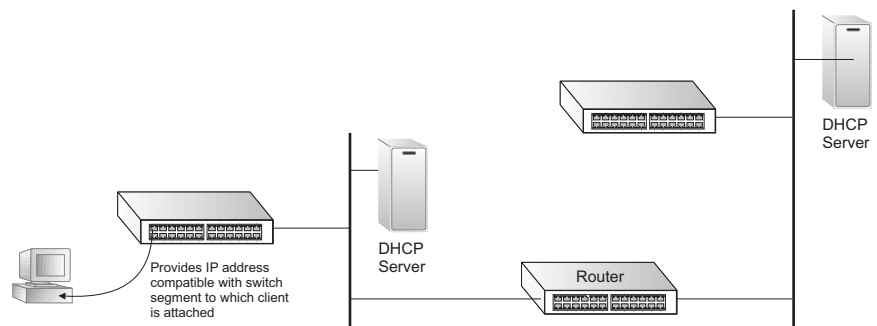 DHCP
Server
DHCP
Server
Provides IP address
compatible with switch
segment to which client
is attached
Router